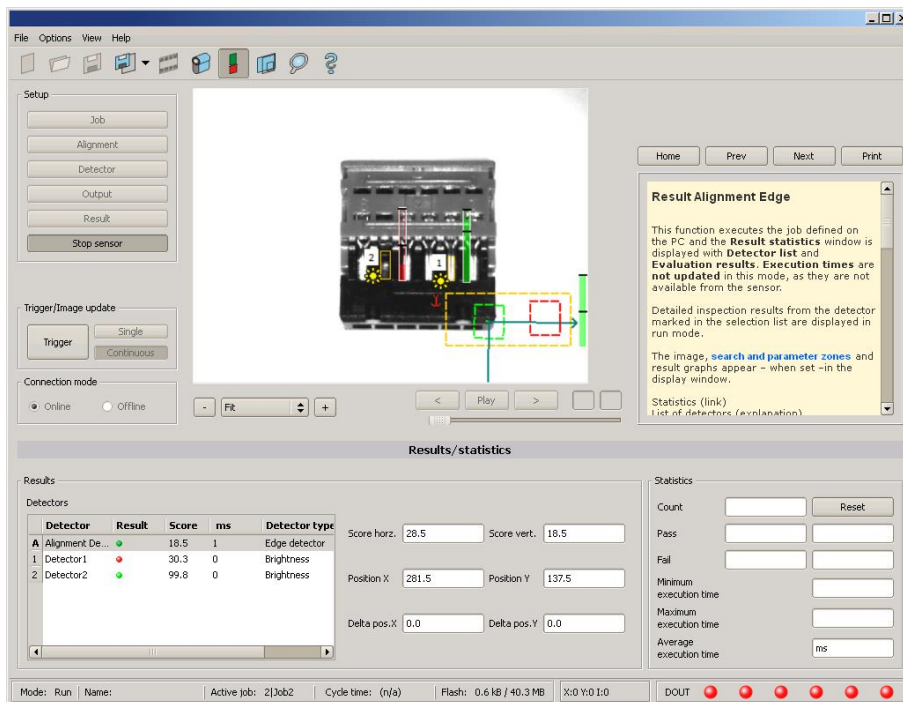 File Options View Help
Setup
Job
Alignment
Detector
Output
Result
Stop sensor
Trigger/Image update
Trigger
Single
Continuous
Connection mode
Online
Offline
2
1
-
Fit
+
<
Play
>
Home
Prev
Next
Print
Result Alignment Edge
This function executes the job defined on
the PC and the Result statistics window is
displayed with Detector list and
Evaluation results. Execution times are
not updated in this mode, as they are not
available from the sensor.
Detailed inspection results from the detector
marked in the selection list are displayed in
run mode.
The image, search and parameter zones and
result graphs appear – when set –in the
display window.
Statistics (link)
List of detectors (explanation)
Results/statistics
Results
Detectors
Detector Result Score ms Detector type
A Alignment De... 18.5 1 Edge detector
1 Detector1 30.3 0 Brightness
2 Detector2 99.8 0 Brightness
Score horz. 28.5 Score vert. 18.5
Position X 281.5 Position Y 137.5
Delta pos.X 0.0 Delta pos.Y 0.0
Statistics
Count
Reset
Pass
Fail
Minimum
execution time
Maximum
execution time
Average
execution time
ms
Mode: Run Name: Active job: 2|Job2 Cycle time: (n/a) Flash: 0.6 kB / 40.3 MB X:0 Y:0 I:0 DOUT